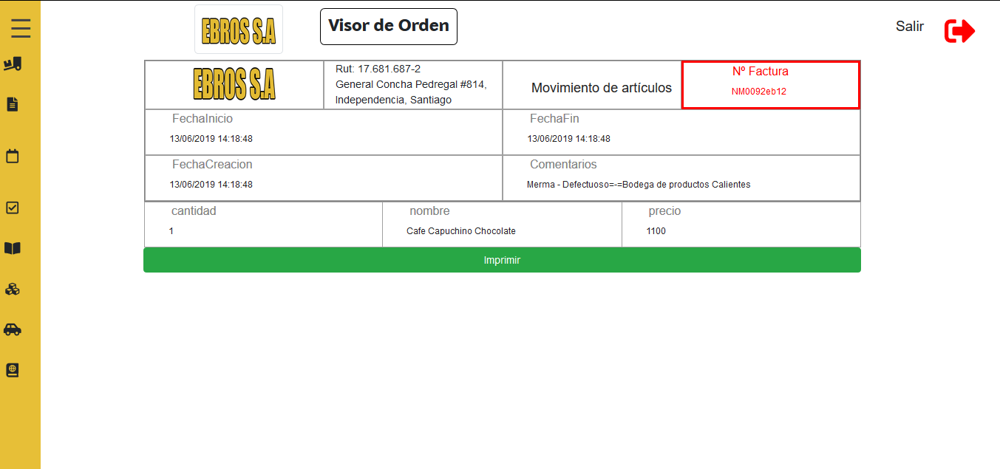 EBROS S.A
Visor de Orden
Salir
EBROS S.A
Rut: 17.681.687-2
General Concha Pedregal #814,
Independencia, Santiago
Movimiento de artículos
Nº Factura
NM0092eb12
FechaInicio
13/06/2019 14:18:48
FechaFin
13/06/2019 14:18:48
FechaCreacion
13/06/2019 14:18:48
Comentarios
Merma - Defectuoso=-=Bodega de productos Calientes
cantidad
1
nombre
Cafe Capuchino Chocolate
precio
1100
Imprimir